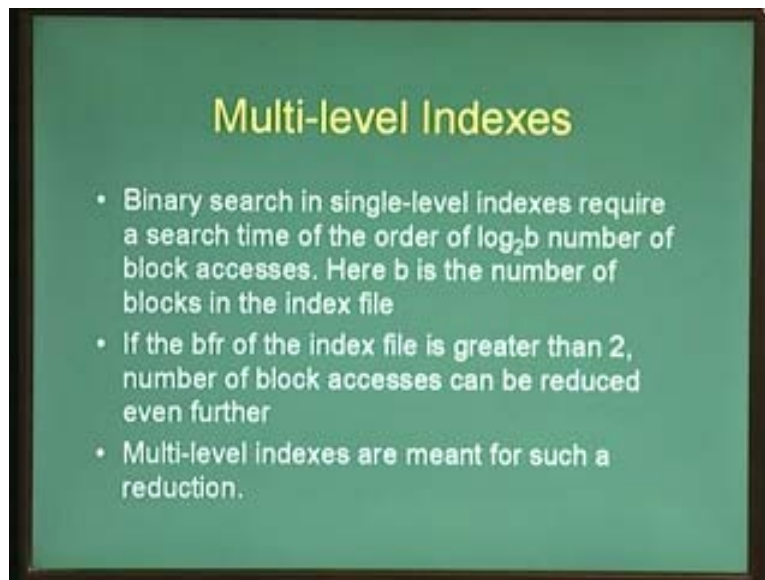 Multi-level Indexes
• Binary search in single-level indexes require
a search time of the order of log₂b number of
block accesses. Here b is the number of
blocks in the index file
• If the bfr of the index file is greater than 2,
number of block accesses can be reduced
even further
• Multi-level indexes are meant for such a
reduction.